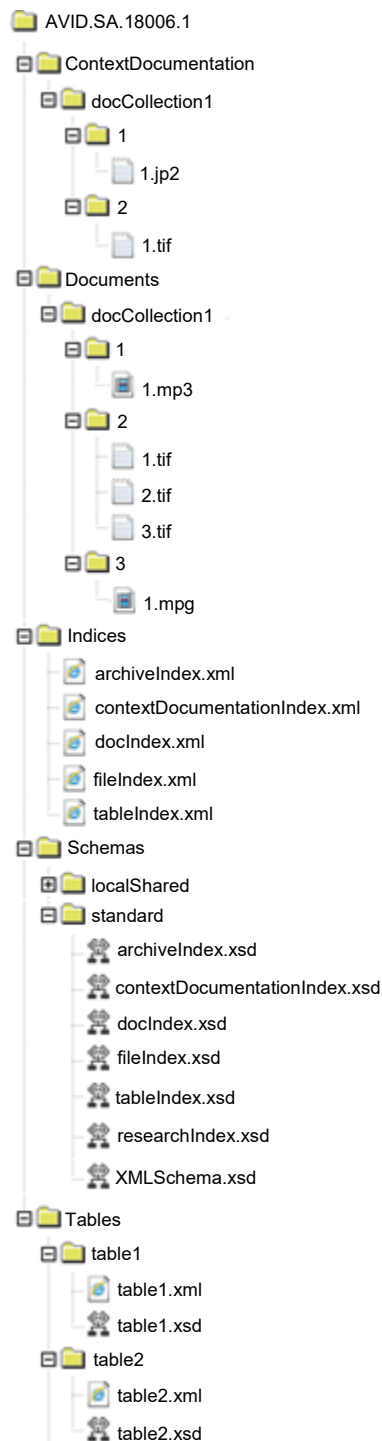 AVID.SA.18006.1
ContextDocumentation
docCollection1
1
1.jp2
2
1.tif
Documents
docCollection1
1
1.mp3
2
1.tif
2.tif
3.tif
3
1.mpg
Indices
archiveIndex.xml
contextDocumentationIndex.xml
docIndex.xml
fileIndex.xml
tableIndex.xml
Schemas
localShared
standard
archiveIndex.xsd
contextDocumentationIndex.xsd
docIndex.xsd
fileIndex.xsd
tableIndex.xsd
researchIndex.xsd
XMLSchema.xsd
Tables
table1
table1.xml
table1.xsd
table2
table2.xml
table2.xsd